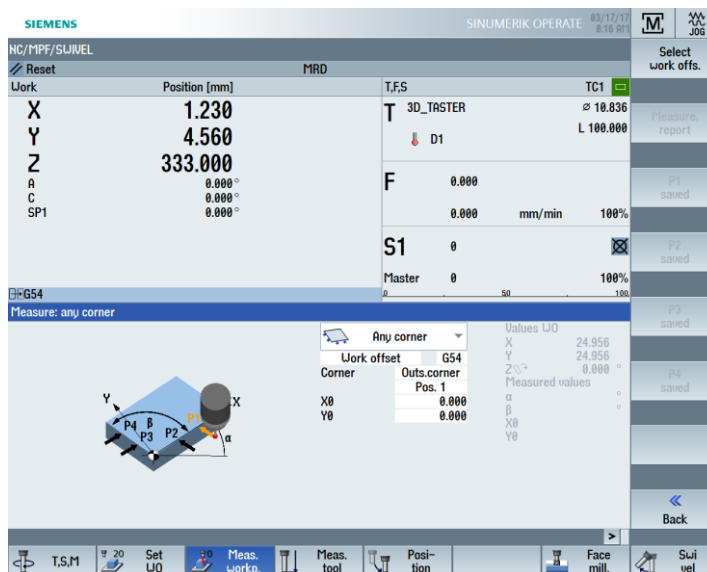 SIEMENS
SINUMERIK OPERATE
03/17/17
8:16 AM
M
JOG
NC/MPF/SWIVEL
Select
work offs.
Reset
MRD
Work
Position [mm]
T,F,S
TC1
X
1.230
T
3D_TASTER
ø 10.836
Measure.
report
L 100.000
Y
4.560
D1
Z
333.000
A
0.000°
F
0.000
P1
saved
C
0.000°
SP1
0.000°
0.000
mm/min
100%
S1
0
P2
saved
Master
0
100%
G54
0
50
100
Measure: any corner
P3
saved
Any corner
Values WO
X
24.956
Work offset
G54
Y
24.956
Corner
Outs.corner
Z
0.000 °
Pos. 1
Measured values
P4
saved
X0
0.000
α
°
Y0
0.000
β
°
X0
Y0
Y
X
β
P1
P4
P3
P2
α
Back
>
T,S,M
20
Set
WO
Meas.
workp.
Meas.
tool
Posi-
tion
Face
mill.
Swi
vel